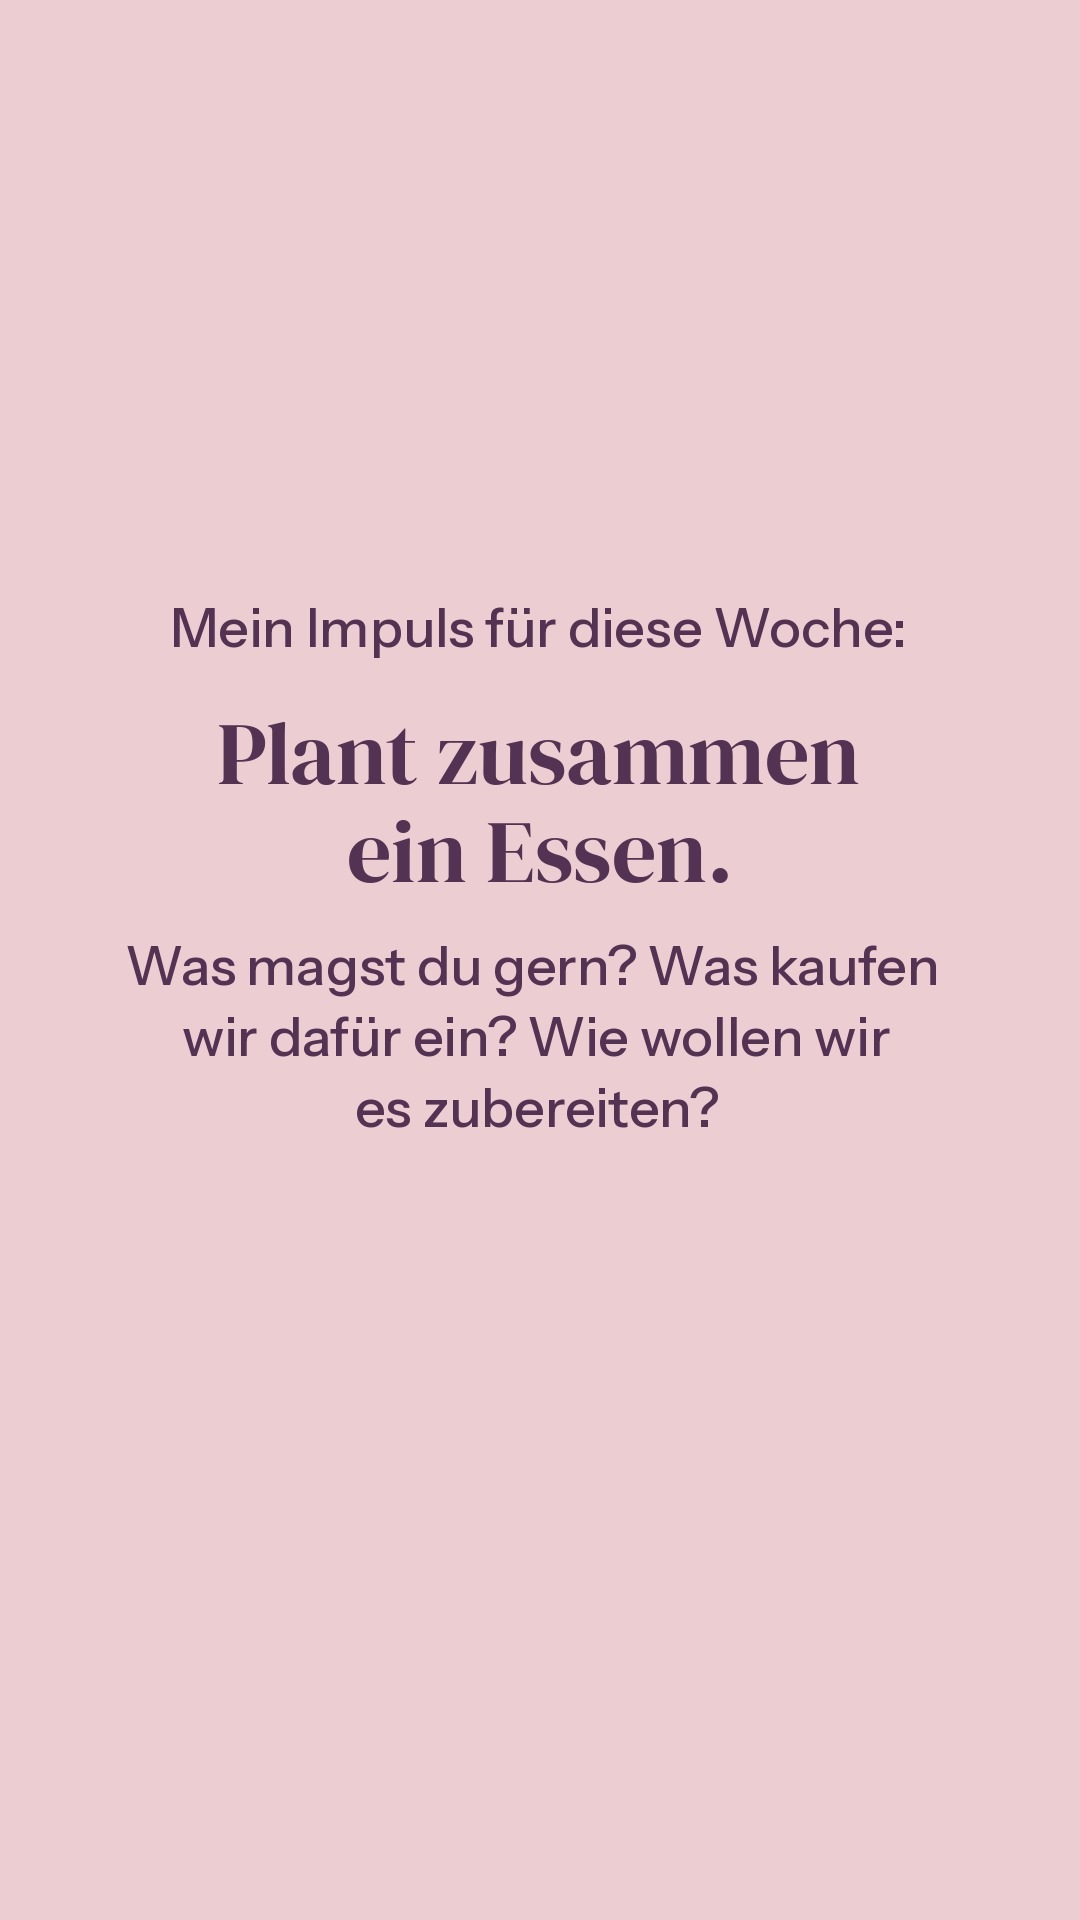 Mein Impuls für diese Woche:
Plant zusammen
ein Essen.
Was magst du gern? Was kaufen
wir dafür ein? Wie wollen wir
es zubereiten?